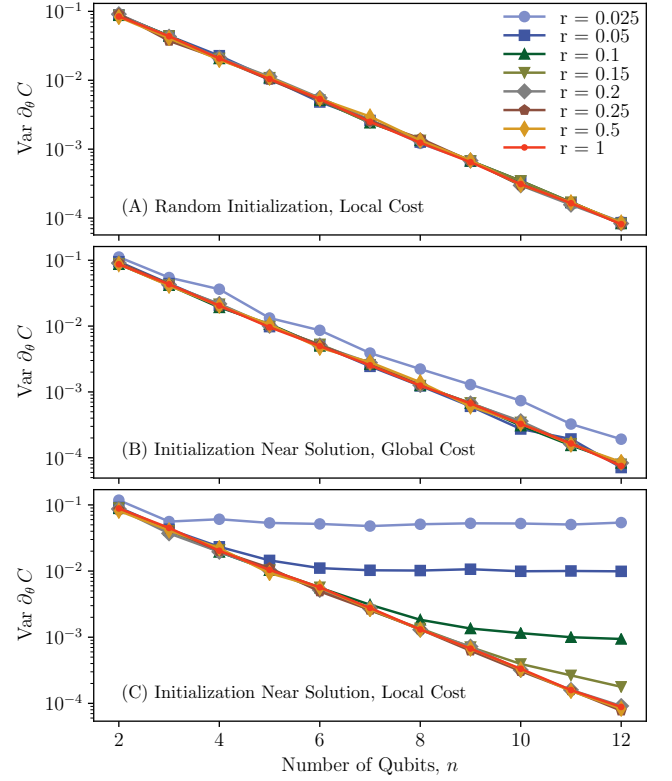 10⁻¹
10⁻²
10⁻³
10⁻⁴
Var ∂θ C
r = 0.025
r = 0.05
r = 0.1
r = 0.15
r = 0.2
r = 0.25
r = 0.5
r = 1
(A) Random Initialization, Local Cost
10⁻¹
10⁻²
10⁻³
10⁻⁴
Var ∂θ C
(B) Initialization Near Solution, Global Cost
10⁻¹
10⁻²
10⁻³
10⁻⁴
Var ∂θ C
(C) Initialization Near Solution, Local Cost
2 4 6 8 10 12
Number of Qubits, n